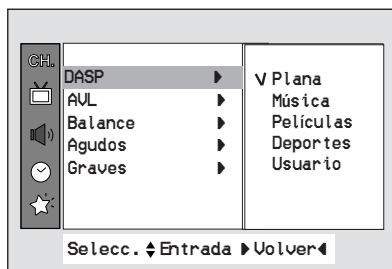 CH.
DASP ▶
AVL ▶
Balance ▶
Agudos ▶
Graves ▶
√ Plana
Música
Películas
Deportes
Usuario
Selecc. ▲▼ Entrada ▶ Volver ◀